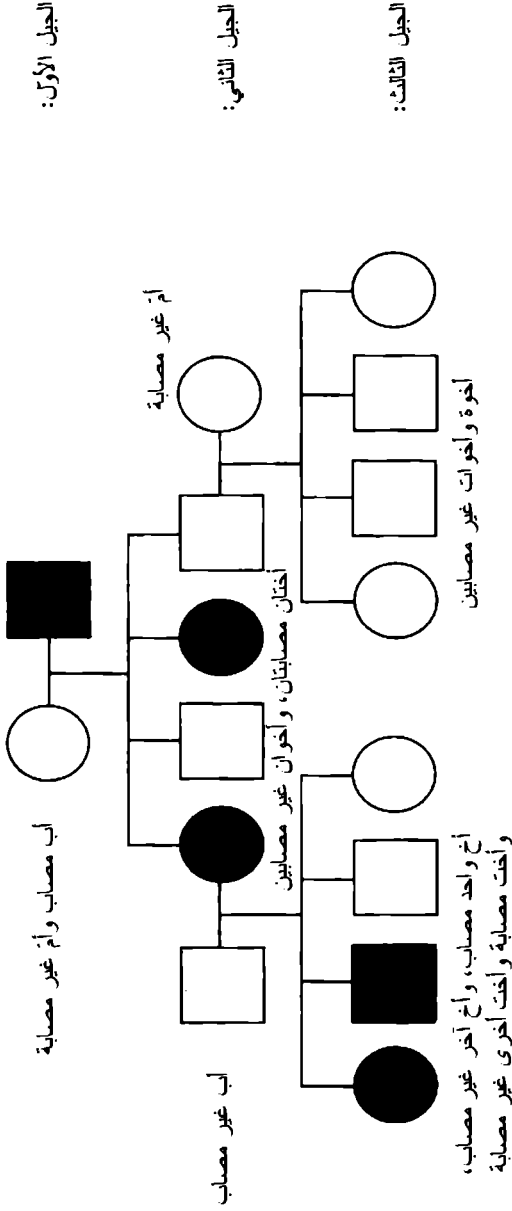 الجيل الأول:
أب مصاب وأم غير مصابة
الجيل الثاني:
أم غير مصابة
أب غير مصاب
أختان مصابتان، وأخوان غير مصابين
الجيل الثالث:
أخوة وأخوات غير مصابين
أخ واحد مصاب، وأخ آخر غير مصاب،
وأخت مصابة وأخت أخرى غير مصابة